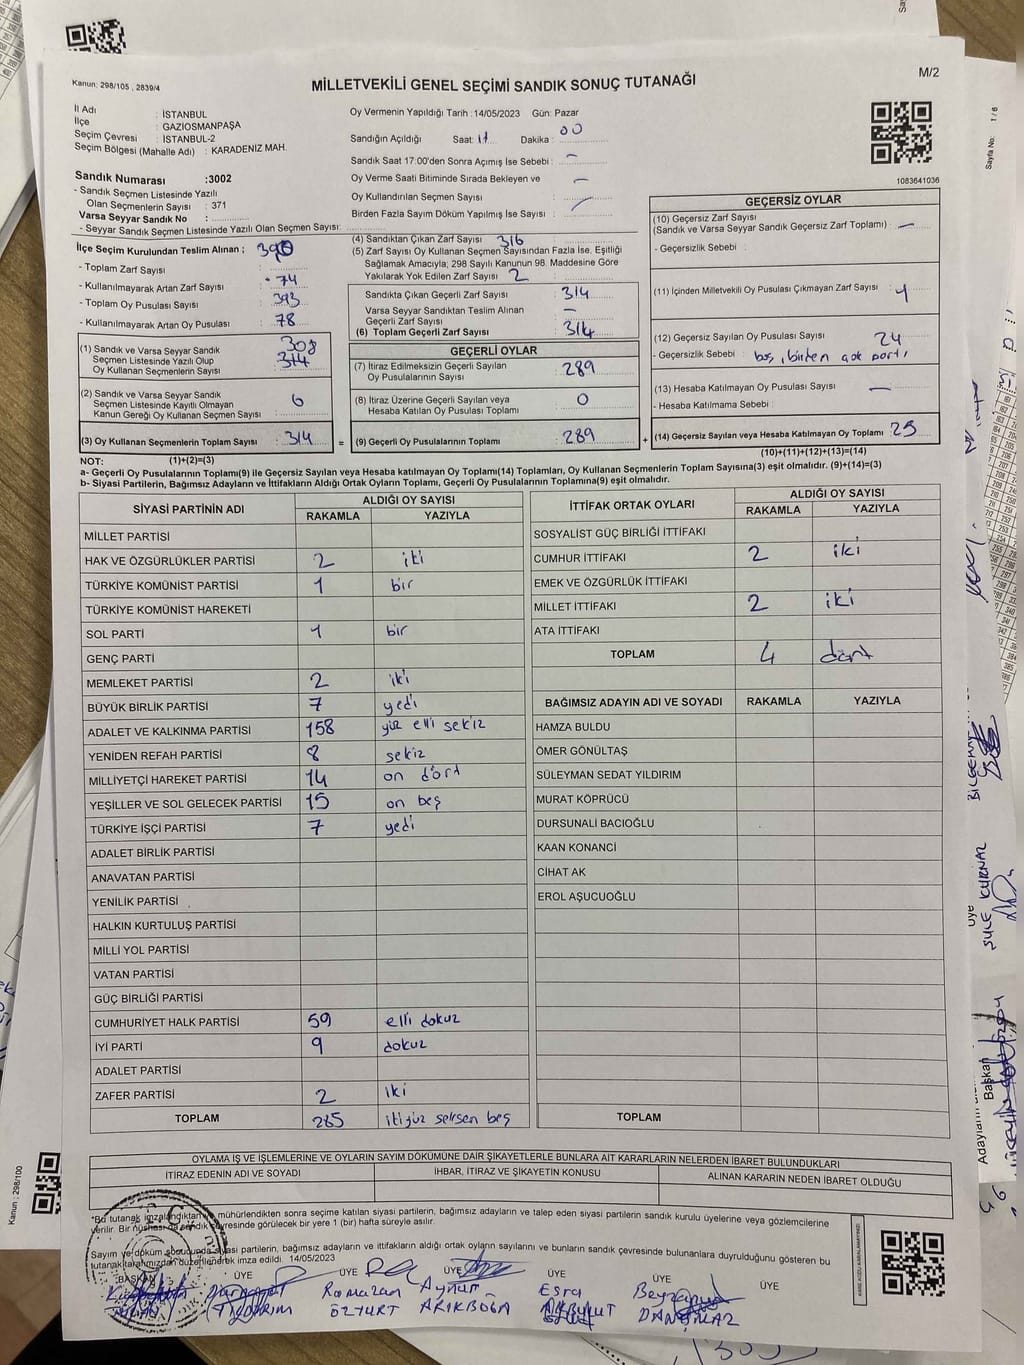 Kanun: 298/105 , 2839/4
MİLLETVEKİLİ GENEL SEÇİMİ SANDIK SONUÇ TUTANAĞI
M/2
İl Adı : İSTANBUL
İlçe : GAZİOSMANPAŞA
Seçim Çevresi : İSTANBUL-2
Seçim Bölgesi (Mahalle Adı) : KARADENİZ MAH.
Oy Vermenin Yapıldığı Tarih :14/05/2023 Gün: Pazar
Sandığın Açıldığı Saat: 17 Dakika : 00
Sandık Saat 17:00'den Sonra Açımış İse Sebebi : –
Oy Verme Saati Bitiminde Sırada Bekleyen ve –
Oy Kullandırılan Seçmen Sayısı :
Birden Fazla Sayım Döküm Yapılmış İse Sayısı : –
1083641036
Sandık Numarası :3002
- Sandık Seçmen Listesinde Yazılı
Olan Seçmenlerin Sayısı : 371
Varsa Seyyar Sandık No :
- Seyyar Sandık Seçmen Listesinde Yazılı Olan Seçmen Sayısı:
İlçe Seçim Kurulundan Teslim Alınan ; 390
- Toplam Zarf Sayısı :
- Kullanılmayarak Artan Zarf Sayısı : 74
- Toplam Oy Pusulası Sayısı : 393
- Kullanılmayarak Artan Oy Pusulası : 78
(1) Sandık ve Varsa Seyyar Sandık 308
Seçmen Listesinde Yazılı Olup : 314
Oy Kullanan Seçmenlerin Sayısı
(2) Sandık ve Varsa Seyyar Sandık
Seçmen Listesinde Kayıtlı Olmayan : 6
Kanun Gereği Oy Kullanan Seçmen Sayısı
(3) Oy Kullanan Seçmenlerin Toplam Sayısı : 314 =
(4) Sandıktan Çıkan Zarf Sayısı : 316
(5) Zarf Sayısı Oy Kullanan Seçmen Sayısından Fazla İse, Eşitliği
Sağlamak Amacıyla; 298 Sayılı Kanunun 98. Maddesine Göre
Yakılarak Yok Edilen Zarf Sayısı : 2
Sandıkta Çıkan Geçerli Zarf Sayısı : 314
Varsa Seyyar Sandıktan Teslim Alınan
Geçerli Zarf Sayısı : –
(6) Toplam Geçerli Zarf Sayısı : 314
GEÇERLİ OYLAR
(7) İtiraz Edilmeksizin Geçerli Sayılan
Oy Pusulalarının Sayısı : 289
(8) İtiraz Üzerine Geçerli Sayılan veya
Hesaba Katılan Oy Pusulası Toplamı : 0
(9) Geçerli Oy Pusulalarının Toplamı : 289 +
GEÇERSİZ OYLAR
(10) Geçersiz Zarf Sayısı
(Sandık ve Varsa Seyyar Sandık Geçersiz Zarf Toplamı) : –
- Geçersizlik Sebebi :
(11) İçinden Milletvekili Oy Pusulası Çıkmayan Zarf Sayısı : 1
(12) Geçersiz Sayılan Oy Pusulası Sayısı : 24
- Geçersizlik Sebebi : boş, birden çok parti
(13) Hesaba Katılmayan Oy Pusulası Sayısı : –
- Hesaba Katılmama Sebebi :
(14) Geçersiz Sayılan veya Hesaba Katılmayan Oy Toplamı : 25
(10)+(11)+(12)+(13)=(14)
NOT: (1)+(2)=(3)
a- Geçerli Oy Pusulalarının Toplamı(9) ile Geçersiz Sayılan veya Hesaba katılmayan Oy Toplamı(14) Toplamları, Oy Kullanan Seçmenlerin Toplam Sayısına(3) eşit olmalıdır. (9)+(14)=(3)
b- Siyasi Partilerin, Bağımsız Adayların ve İttifakların Aldığı Ortak Oyların Toplamı, Geçerli Oy Pusulalarının Toplamına(9) eşit olmalıdır.
SİYASİ PARTİNİN ADI ALDIĞI OY SAYISI
RAKAMLA YAZIYLA
MİLLET PARTİSİ
HAK VE ÖZGÜRLÜKLER PARTİSİ 2 iki
TÜRKİYE KOMÜNİST PARTİSİ 1 bir
TÜRKİYE KOMÜNİST HAREKETİ
SOL PARTİ 1 bir
GENÇ PARTİ
MEMLEKET PARTİSİ 2 iki
BÜYÜK BİRLİK PARTİSİ 7 yedi
ADALET VE KALKINMA PARTİSİ 158 yüz elli sekiz
YENİDEN REFAH PARTİSİ 8 sekiz
MİLLİYETÇİ HAREKET PARTİSİ 14 on dört
YEŞİLLER VE SOL GELECEK PARTİSİ 15 on beş
TÜRKİYE İŞÇİ PARTİSİ 7 yedi
ADALET BİRLİK PARTİSİ
ANAVATAN PARTİSİ
YENİLİK PARTİSİ
HALKIN KURTULUŞ PARTİSİ
MİLLİ YOL PARTİSİ
VATAN PARTİSİ
GÜÇ BİRLİĞİ PARTİSİ
CUMHURİYET HALK PARTİSİ 59 elli dokuz
İYİ PARTİ 9 dokuz
ADALET PARTİSİ
ZAFER PARTİSİ 2 iki
TOPLAM 285 ikiyüz seksen beş
İTTİFAK ORTAK OYLARI ALDIĞI OY SAYISI
RAKAMLA YAZIYLA
SOSYALİST GÜÇ BİRLİĞİ İTTİFAKI
CUMHUR İTTİFAKI 2 iki
EMEK VE ÖZGÜRLÜK İTTİFAKI
MİLLET İTTİFAKI 2 iki
ATA İTTİFAKI
TOPLAM 4 dört
BAĞIMSIZ ADAYIN ADI VE SOYADI RAKAMLA YAZIYLA
HAMZA BULDU
ÖMER GÖNÜLTAŞ
SÜLEYMAN SEDAT YILDIRIM
MURAT KÖPRÜCÜ
DURSUNALİ BACIOĞLU
KAAN KONANCİ
CİHAT AK
EROL AŞUCUOĞLU
TOPLAM
OYLAMA İŞ VE İŞLEMLERİNE VE OYLARIN SAYIM DÖKÜMÜNE DAİR ŞİKAYETLERLE BUNLARA AİT KARARLARIN NELERDEN İBARET BULUNDUKLARI
İTİRAZ EDENİN ADI VE SOYADI İHBAR, İTİRAZ VE ŞİKAYETİN KONUSU ALINAN KARARIN NEDEN İBARET OLDUĞU
*Bu tutanak imzalandıktan ve mühürlendikten sonra seçime katılan siyasi partilerin, bağımsız adayların ve talep eden siyasi partilerin sandık kurulu üyelerine veya gözlemcilerine
verilir. Bir nüshası da sandık çevresinde görülecek bir yere 1 (bir) hafta süreyle asılır.
Sayım ve döküm sonucunda siyasi partilerin, bağımsız adayların ve ittifakların aldığı ortak oyların sayılarını ve bunların sandık çevresinde bulunanlara duyrulduğunu gösteren bu
tutanak tarafımızdan düzenlenerek imza edildi. 14/05/2023
BAŞKAN ÜYE ÜYE ÜYE ÜYE ÜYE ÜYE
Ramazan Aynur Esra
YILDIRIM ÖZYURT ARIKBOĞA AKBULUT DANIŞMAZ
Kanun : 298/100
Sayfa No: 1 / 6
Üye
ŞULE KURNAZ
Başkan